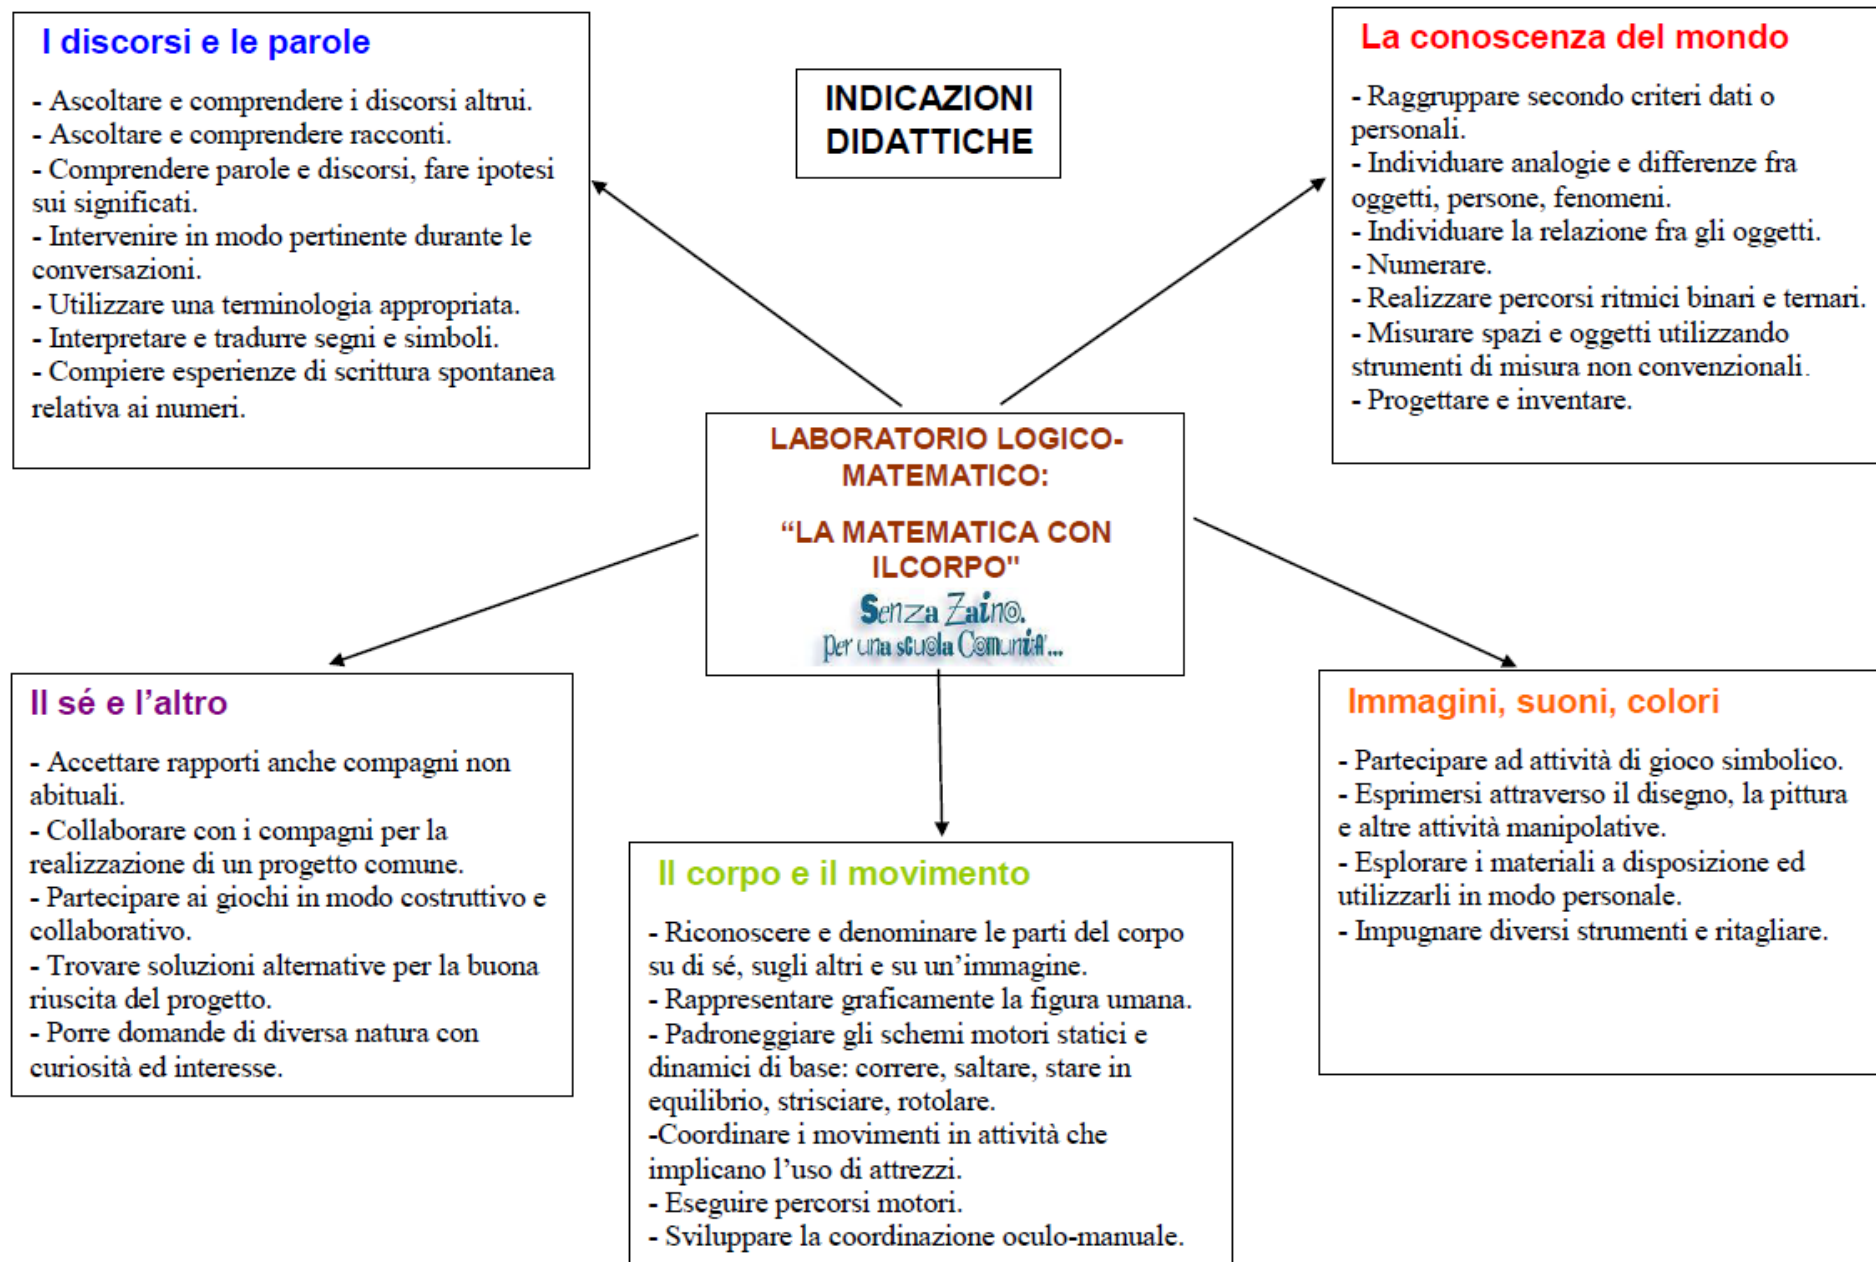 I discorsi e le parole
- Ascoltare e comprendere i discorsi altrui.
- Ascoltare e comprendere racconti.
- Comprendere parole e discorsi, fare ipotesi
sui significati.
- Intervenire in modo pertinente durante le
conversazioni.
- Utilizzare una terminologia appropriata.
- Interpretare e tradurre segni e simboli.
- Compiere esperienze di scrittura spontanea
relativa ai numeri.
INDICAZIONI
DIDATTICHE
La conoscenza del mondo
- Raggruppare secondo criteri dati o
personali.
- Individuare analogie e differenze fra
oggetti, persone, fenomeni.
- Individuare la relazione fra gli oggetti.
- Numerare.
- Realizzare percorsi ritmici binari e ternari.
- Misurare spazi e oggetti utilizzando
strumenti di misura non convenzionali.
- Progettare e inventare.
LABORATORIO LOGICO-
MATEMATICO:
“LA MATEMATICA CON
ILCORPO"
Senza Zaino.
per una scuola Comunità...
Il sé e l’altro
- Accettare rapporti anche compagni non
abituali.
- Collaborare con i compagni per la
realizzazione di un progetto comune.
- Partecipare ai giochi in modo costruttivo e
collaborativo.
- Trovare soluzioni alternative per la buona
riuscita del progetto.
- Porre domande di diversa natura con
curiosità ed interesse.
Il corpo e il movimento
- Riconoscere e denominare le parti del corpo
su di sé, sugli altri e su un’immagine.
- Rappresentare graficamente la figura umana.
- Padroneggiare gli schemi motori statici e
dinamici di base: correre, saltare, stare in
equilibrio, strisciare, rotolare.
-Coordinare i movimenti in attività che
implicano l’uso di attrezzi.
- Eseguire percorsi motori.
- Sviluppare la coordinazione oculo-manuale.
Immagini, suoni, colori
- Partecipare ad attività di gioco simbolico.
- Esprimersi attraverso il disegno, la pittura
e altre attività manipolative.
- Esplorare i materiali a disposizione ed
utilizzarli in modo personale.
- Impugnare diversi strumenti e ritagliare.